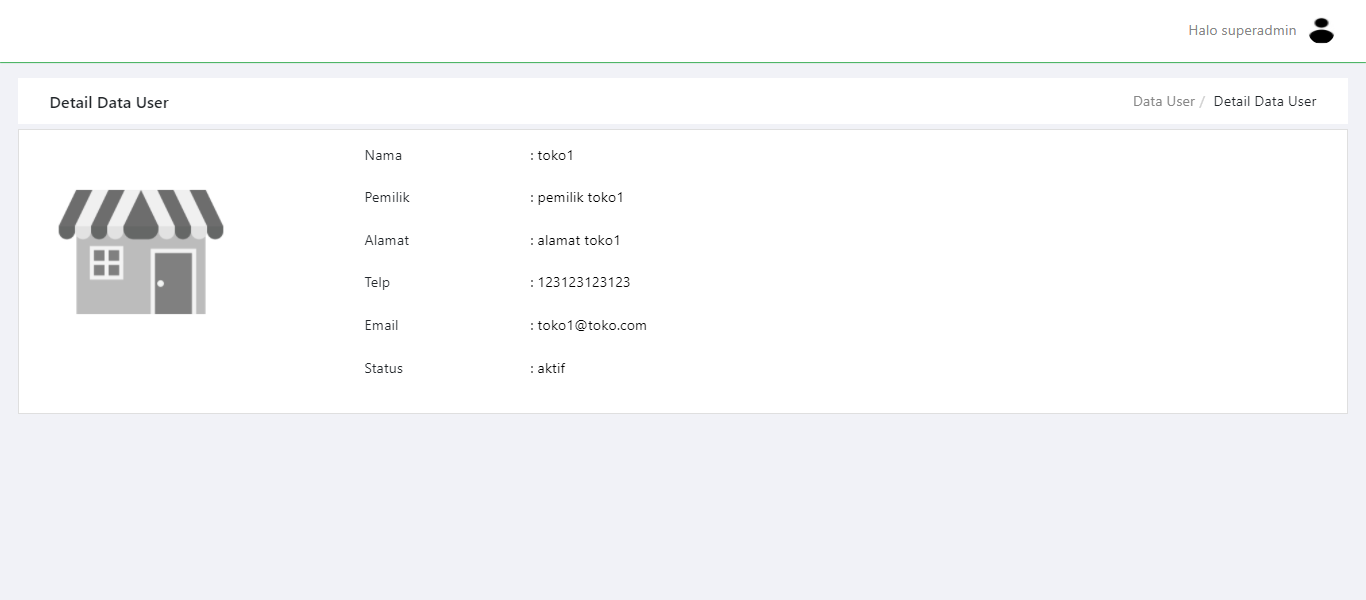 Halo superadmin
Detail Data User
Data User / Detail Data User
Nama : toko1
Pemilik : pemilik toko1
Alamat : alamat toko1
Telp : 123123123123
Email : toko1@toko.com
Status : aktif